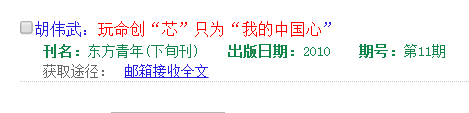 胡伟武：玩命创“芯”只为“我的中国心”
刊名：东方青年(下旬刊) 出版日期：2010 期号：第11期
获取途径： 邮箱接收全文